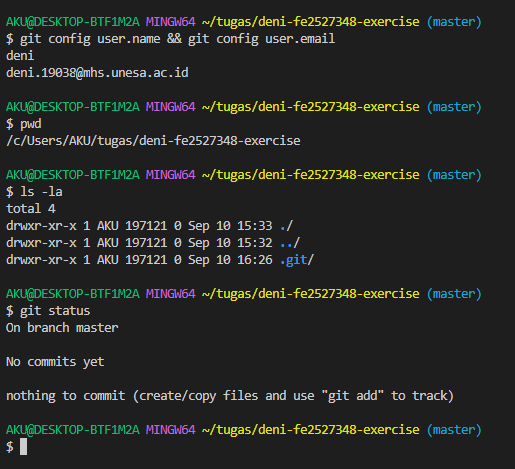 AKU@DESKTOP-BTF1M2A MINGW64 ~/tugas/deni-fe2527348-exercise (master)
$ git config user.name && git config user.email
deni
deni.19038@mhs.unesa.ac.id
AKU@DESKTOP-BTF1M2A MINGW64 ~/tugas/deni-fe2527348-exercise (master)
$ pwd
/c/Users/AKU/tugas/deni-fe2527348-exercise
AKU@DESKTOP-BTF1M2A MINGW64 ~/tugas/deni-fe2527348-exercise (master)
$ ls -la
total 4
drwxr-xr-x 1 AKU 197121 0 Sep 10 15:33 ./
drwxr-xr-x 1 AKU 197121 0 Sep 10 15:32 ../
drwxr-xr-x 1 AKU 197121 0 Sep 10 16:26 .git/
AKU@DESKTOP-BTF1M2A MINGW64 ~/tugas/deni-fe2527348-exercise (master)
$ git status
On branch master
No commits yet
nothing to commit (create/copy files and use "git add" to track)
AKU@DESKTOP-BTF1M2A MINGW64 ~/tugas/deni-fe2527348-exercise (master)
$